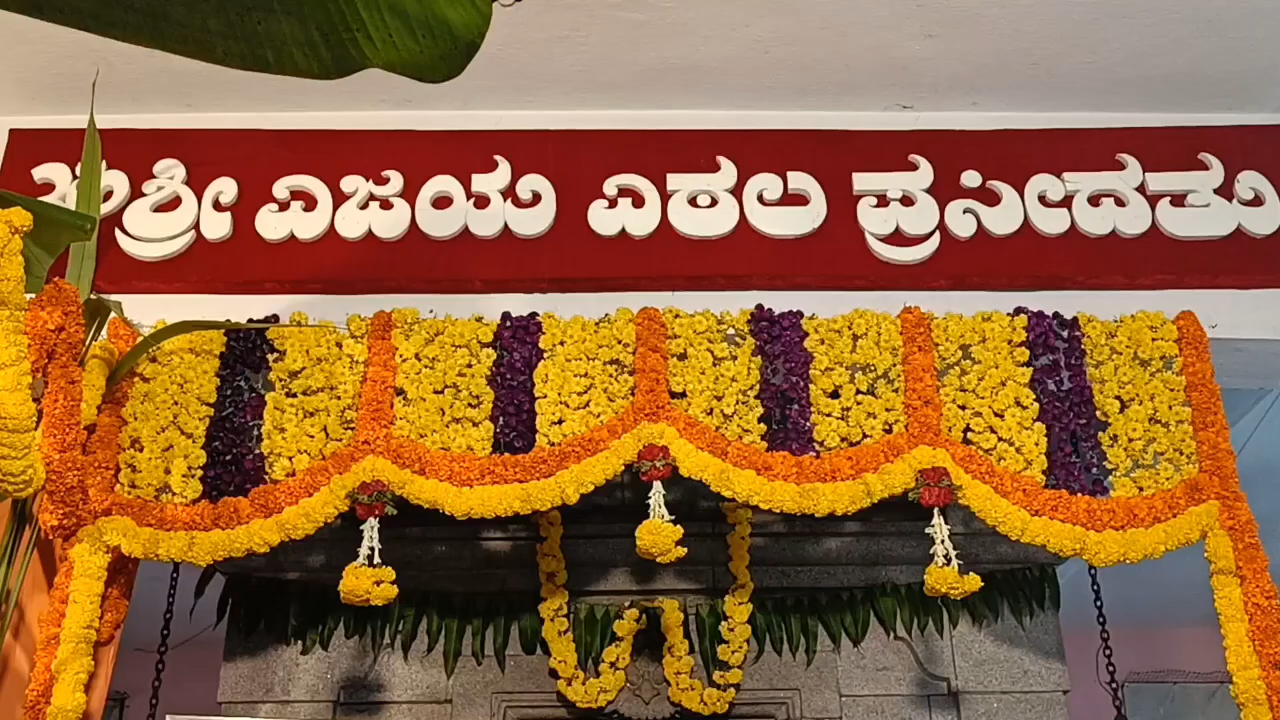 ಶ್ರೀ ವಿಜಯ ವಿಠಲ ಪ್ರಸೀದತು